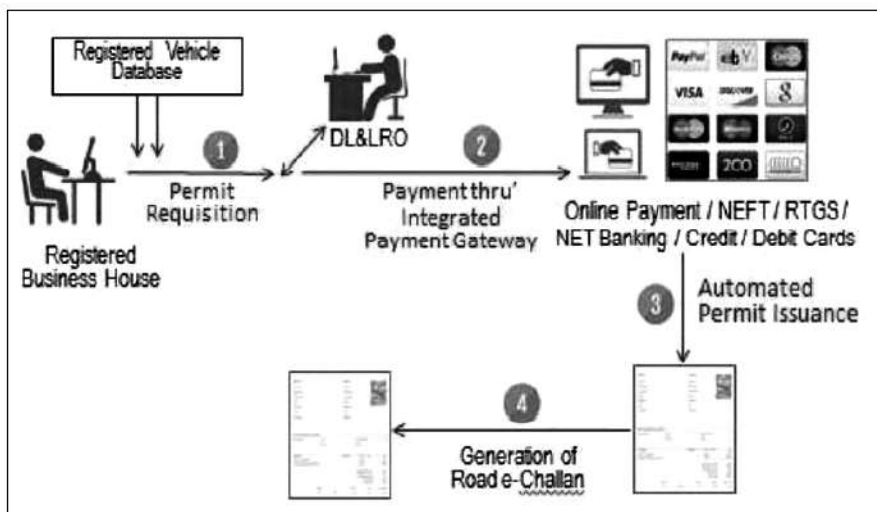 Registered Vehicle
Database
DL&LRO
1
Permit
Requisition
Registered
Business House
2
Payment thru'
Integrated
Payment Gateway
PayPal
VISA
DISCOVER
8
2CO
Online Payment / NEFT / RTGS /
NET Banking / Credit / Debit Cards
3
Automated
Permit Issuance
4
Generation of
Road e-Challan